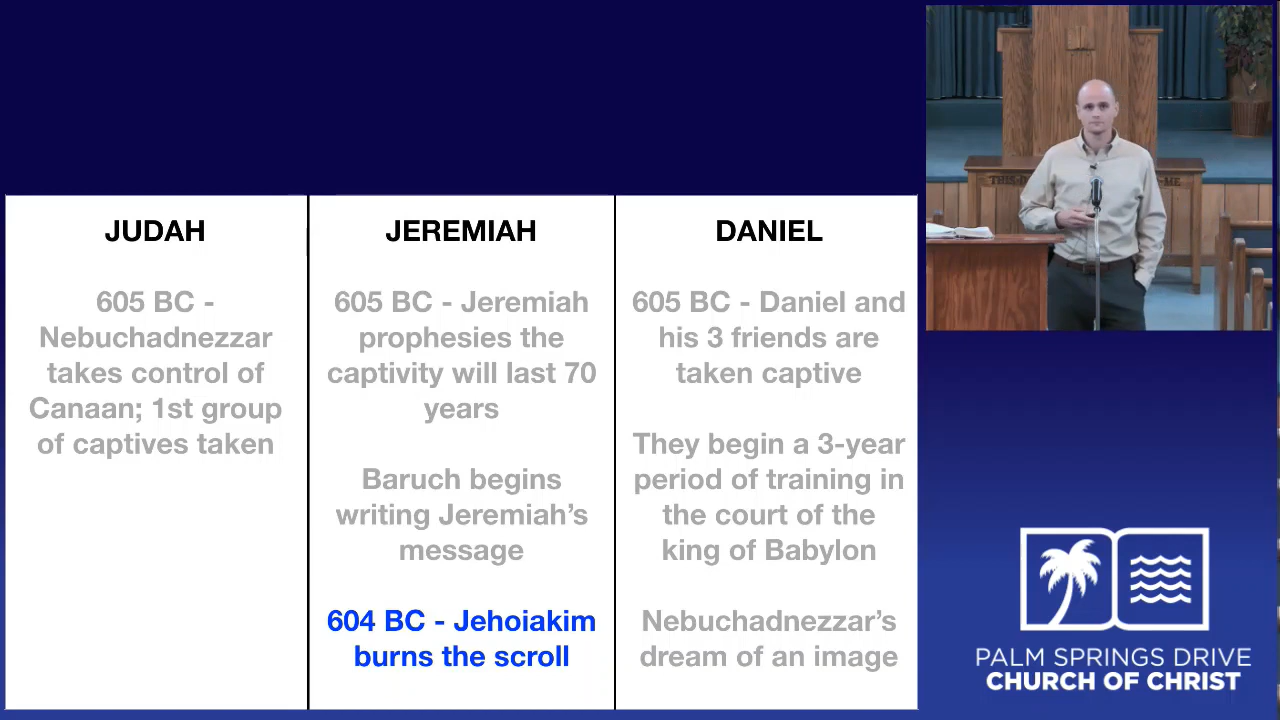 JUDAH
605 BC -
Nebuchadnezzar
takes control of
Canaan; 1st group
of captives taken
JEREMIAH
605 BC - Jeremiah
prophesies the
captivity will last 70
years
Baruch begins
writing Jeremiah’s
message
604 BC - Jehoiakim
burns the scroll
DANIEL
605 BC - Daniel and
his 3 friends are
taken captive
They begin a 3-year
period of training in
the court of the
king of Babylon
Nebuchadnezzar’s
dream of an image
THIS
ME
PALM SPRINGS DRIVE
CHURCH OF CHRIST